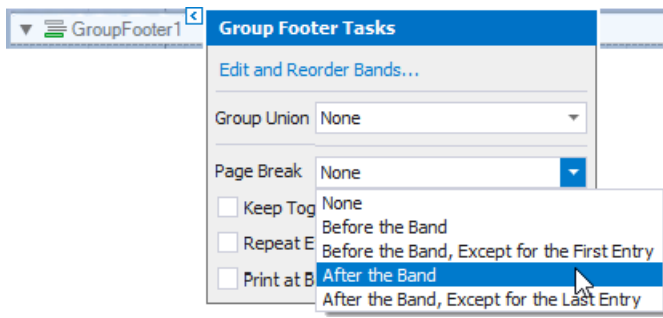 GroupFooter1
Group Footer Tasks
Edit and Reorder Bands...
Group Union None
Page Break None
None
Keep Tog
Before the Band
Repeat E
Before the Band, Except for the First Entry
After the Band
Print at B
After the Band, Except for the Last Entry